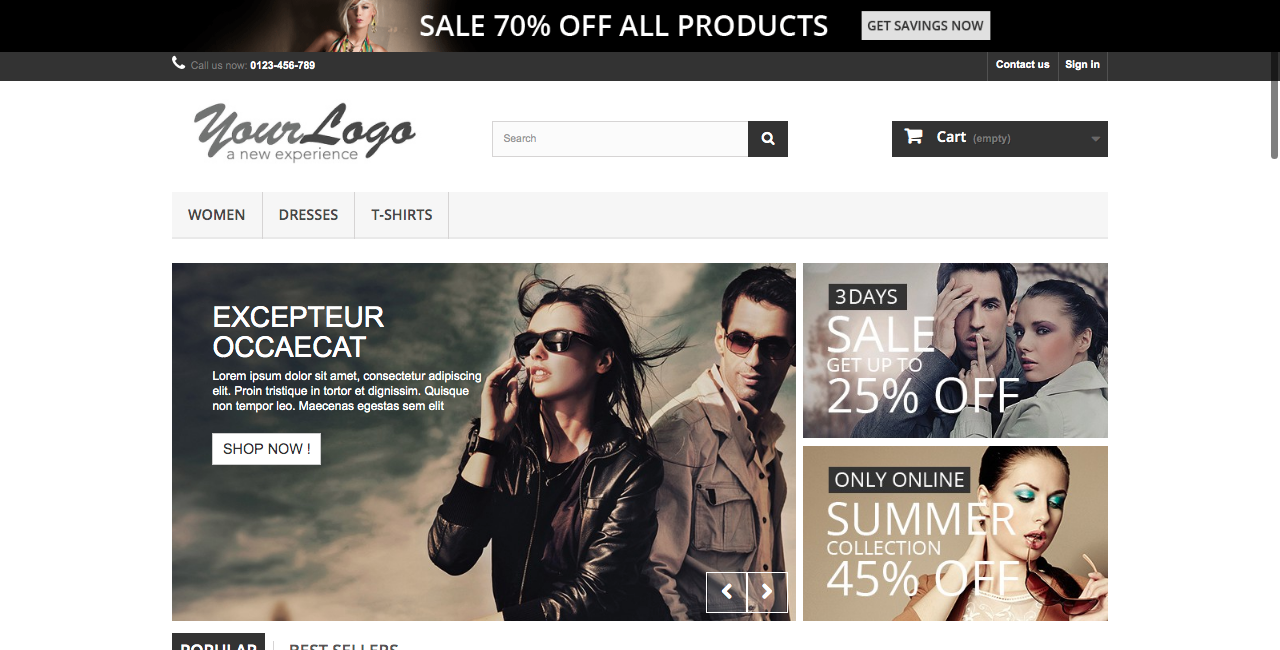 SALE 70% OFF ALL PRODUCTS
GET SAVINGS NOW
Call us now: 0123-456-789
Contact us
Sign in
YourLogo
a new experience
Search
Cart (empty)
WOMEN
DRESSES
T-SHIRTS
EXCEPTEUR
OCCAECAT
Lorem ipsum dolor sit amet, consectetur adipiscing
elit. Proin tristique in tortor et dignissim. Quisque
non tempor leo. Maecenas egestas sem elit
SHOP NOW !
3DAYS
SALE
GET UP TO
25% OFF
ONLY ONLINE
SUMMER
COLLECTION
45% OFF
POPULAR
BEST SELLERS